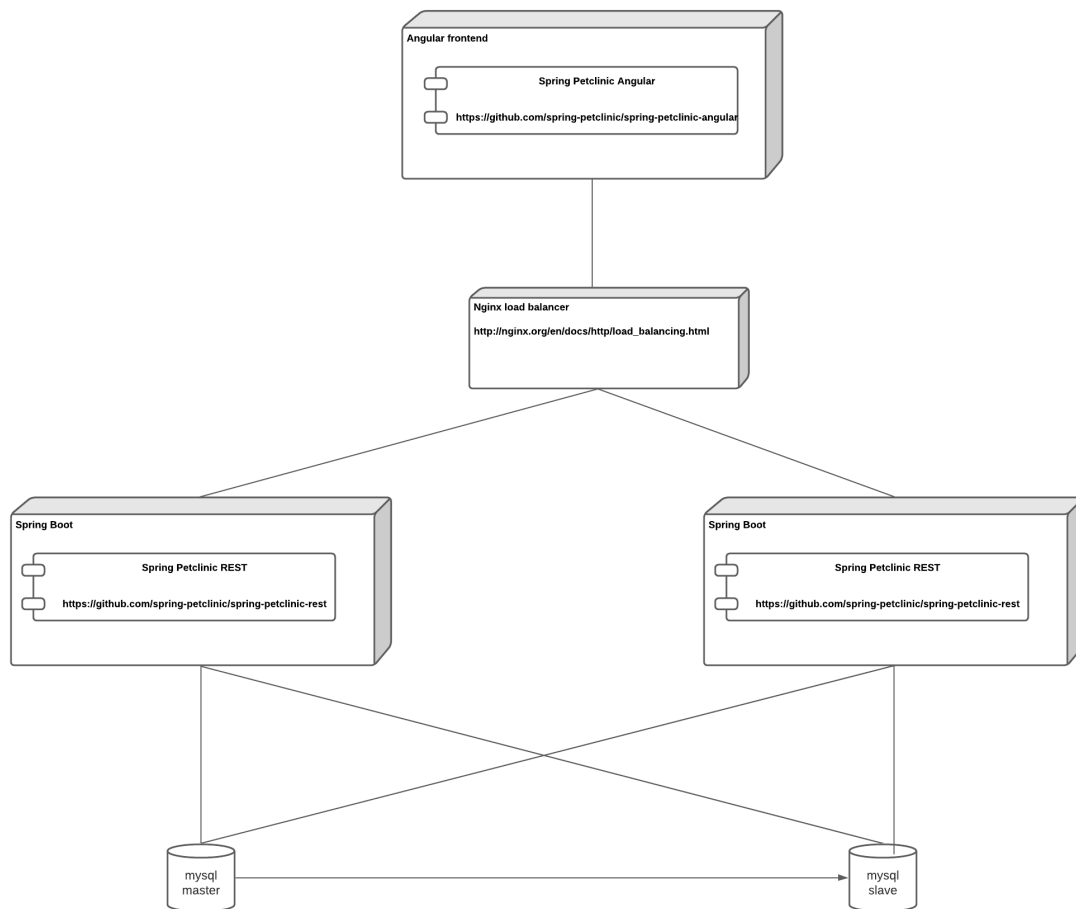 Angular frontend
Spring Petclinic Angular
https://github.com/spring-petclinic/spring-petclinic-angular
Nginx load balancer
http://nginx.org/en/docs/http/load_balancing.html
Spring Boot
Spring Petclinic REST
https://github.com/spring-petclinic/spring-petclinic-rest
Spring Boot
Spring Petclinic REST
https://github.com/spring-petclinic/spring-petclinic-rest
mysql
master
mysql
slave